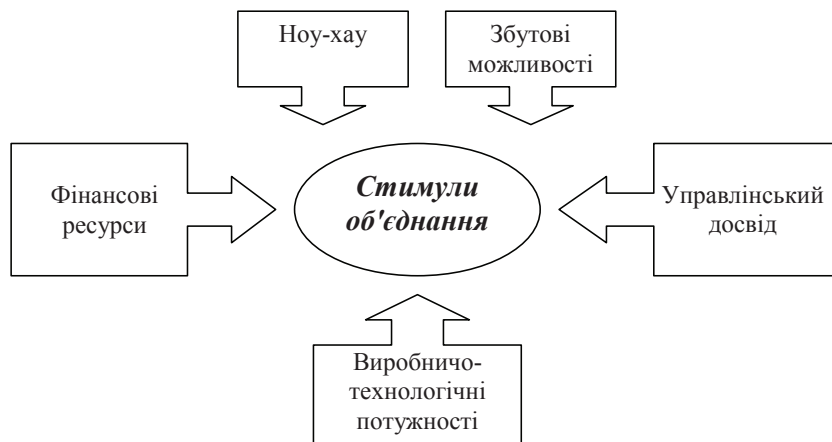 Ноу-хау
Збутові
можливості
Фінансові
ресурси
Стимули
об'єднання
Управлінський
досвід
Виробничо-
технологічні
потужності